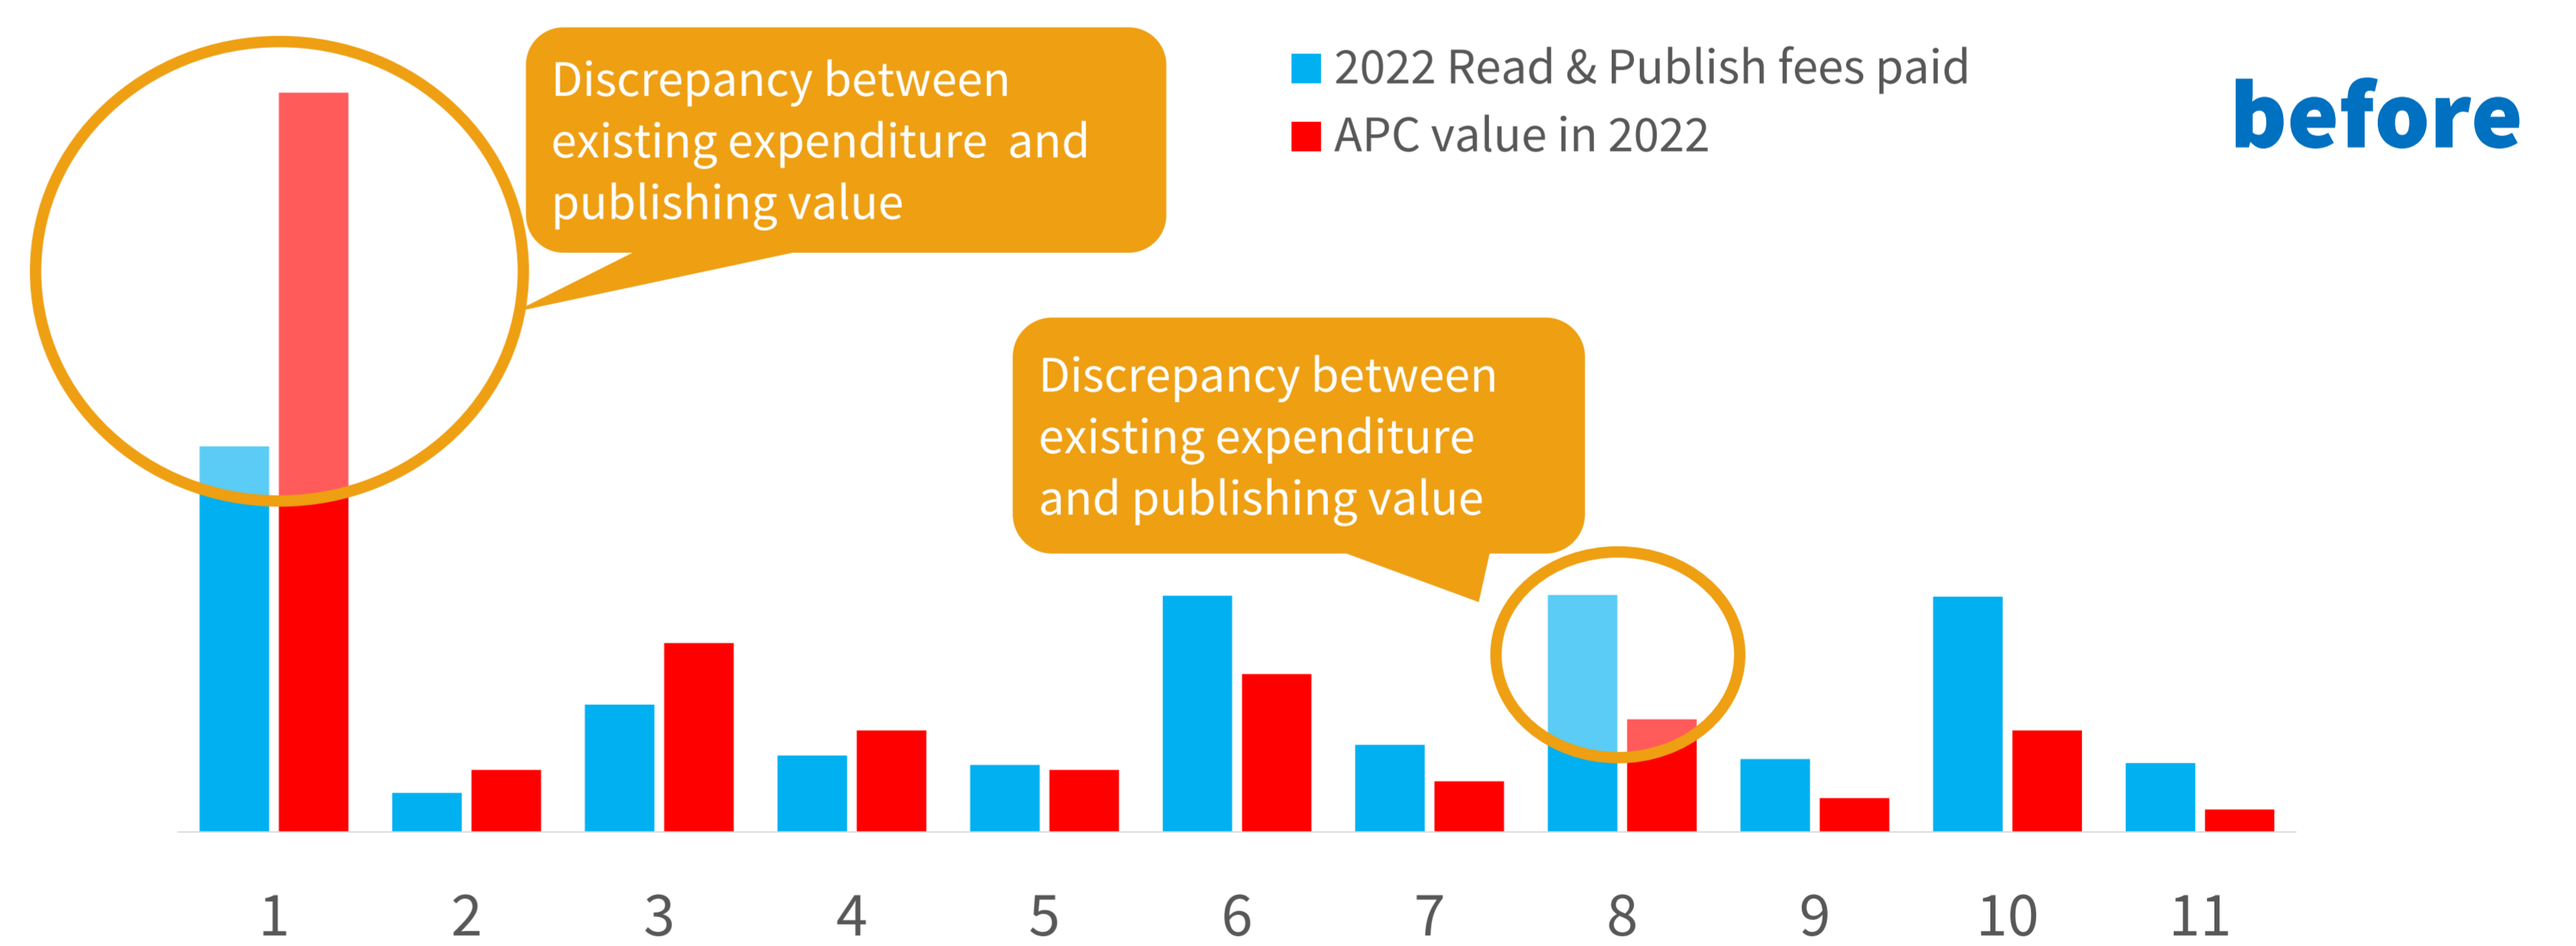 Discrepancy between
existing expenditure and
publishing value
2022 Read & Publish fees paid
APC value in 2022
before
Discrepancy between
existing expenditure
and publishing value
1 2 3 4 5 6 7 8 9 10 11